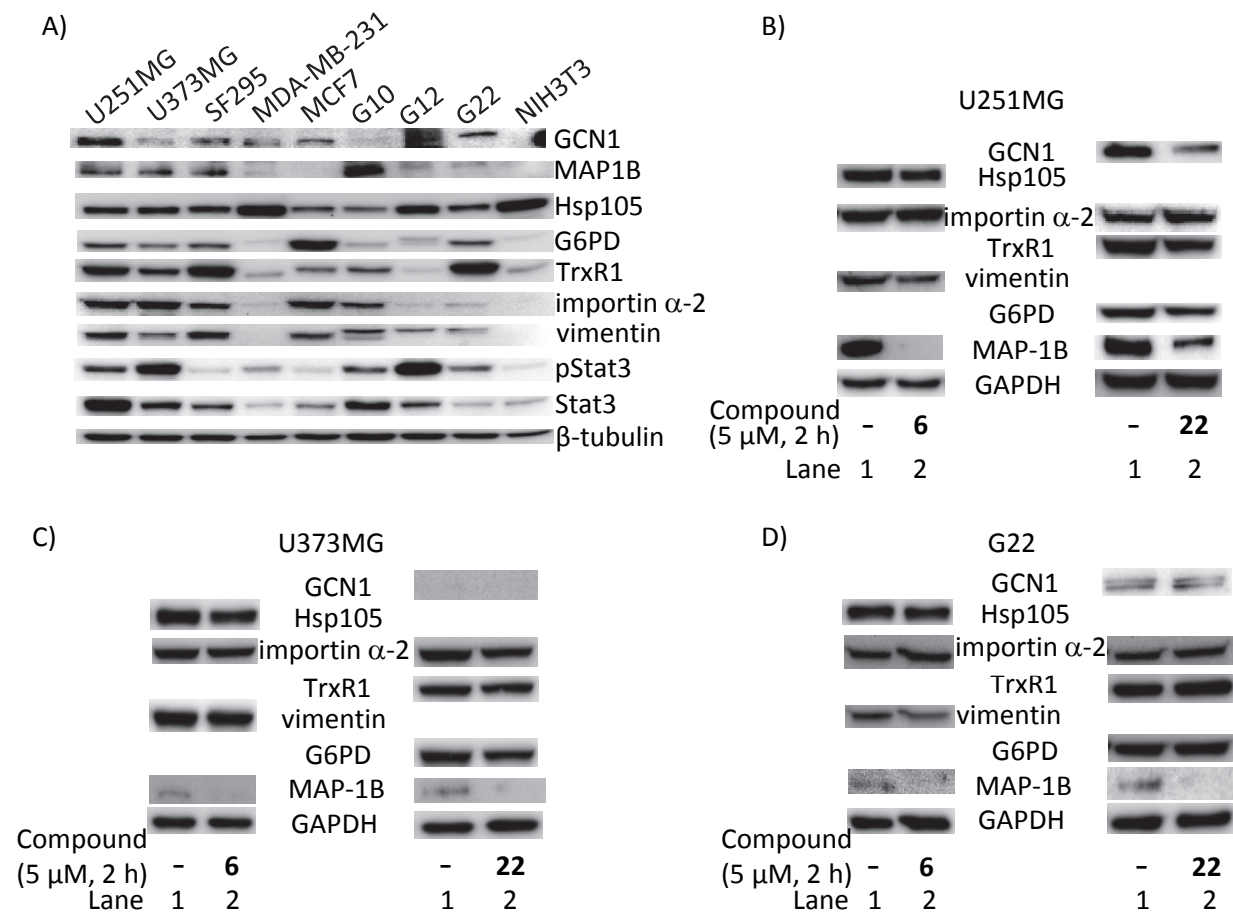 A)
U251MG
U373MG
SF295
MDA-MB-231
MCF7
G10
G12
G22
NIH3T3
GCN1
MAP1B
Hsp105
G6PD
TrxR1
importin α-2
vimentin
pStat3
Stat3
β-tubulin
B)
U251MG
GCN1
Hsp105
importin α-2
TrxR1
vimentin
G6PD
MAP-1B
GAPDH
Compound
(5 µM, 2 h) – 6 – 22
Lane 1 2 1 2
C)
U373MG
GCN1
Hsp105
importin α-2
TrxR1
vimentin
G6PD
MAP-1B
GAPDH
Compound
(5 µM, 2 h) – 6 – 22
Lane 1 2 1 2
D)
G22
GCN1
Hsp105
importin α-2
TrxR1
vimentin
G6PD
MAP-1B
GAPDH
Compound
(5 µM, 2 h) – 6 – 22
Lane 1 2 1 2